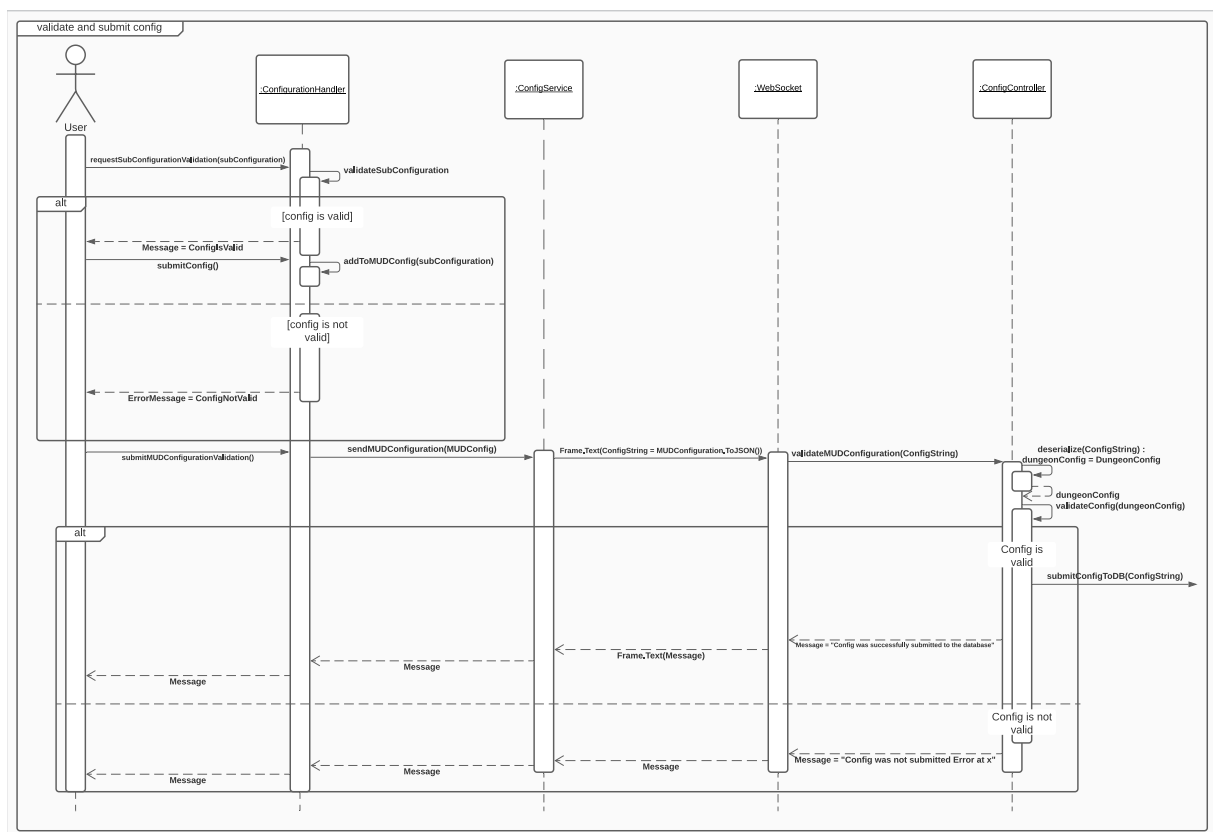 validate and submit config
User
:ConfigurationHandler
:ConfigService
:WebSocket
:ConfigController
requestSubConfigurationValidation(subConfiguration)
validateSubConfiguration
alt
[config is valid]
Message = ConfigIsValid
submitConfig()
addToMUDConfig(subConfiguration)
[config is not
valid]
ErrorMessage = ConfigNotValid
submitMUDConfigurationValidation()
sendMUDConfiguration(MUDConfig)
Frame.Text(ConfigString = MUDConfiguration.ToJSON())
validateMUDConfiguration(ConfigString)
deserialize(ConfigString) :
dungeonConfig = DungeonConfig
dungeonConfig
validateConfig(dungeonConfig)
alt
Config is
valid
submitConfigToDB(ConfigString)
Message = "Config was successfully submitted to the database"
Frame.Text(Message)
Message
Message
Config is not
valid
Message = "Config was not submitted Error at x"
Message
Message
Message